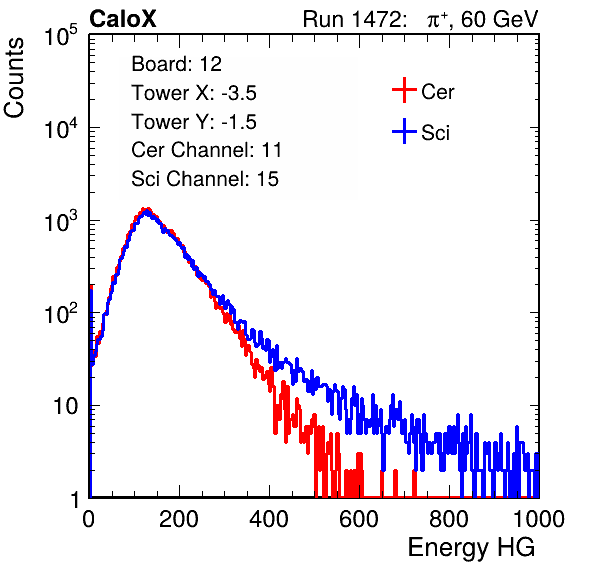 CaloX Run 1472: π⁺, 60 GeV
Counts
10⁵
10⁴
10³
10²
10
1
Board: 12
Tower X: -3.5
Tower Y: -1.5
Cer Channel: 11
Sci Channel: 15
Cer
Sci
0 200 400 600 800 1000
Energy HG